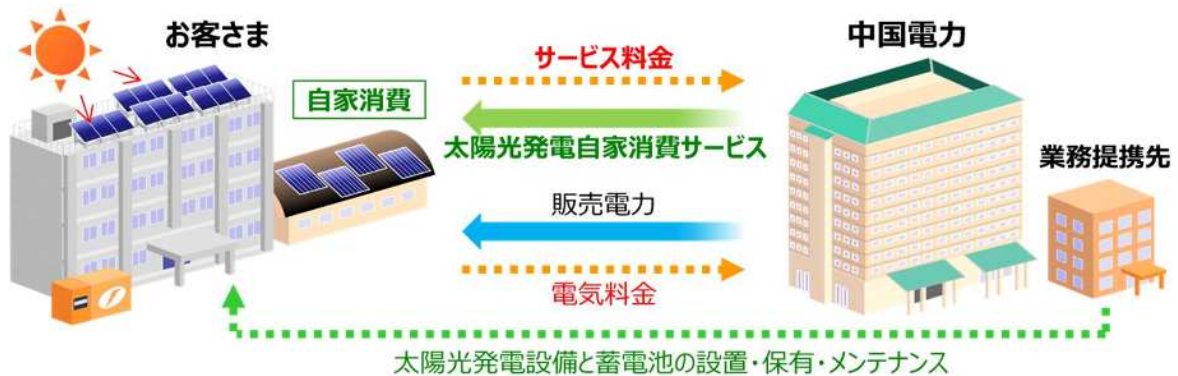 お客さま
サービス料金
中国電力
自家消費
太陽光発電自家消費サービス
業務提携先
販売電力
電気料金
太陽光発電設備と蓄電池の設置・保有・メンテナンス